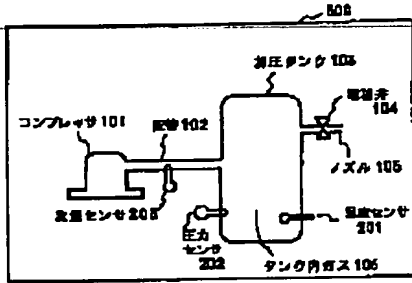 加圧タンク 103
電磁弁
104
コンプレッサ 101
配管 102
ノズル 105
流量センサ 203
圧力
センサ
202
温度センサ
201
タンク内ガス 106